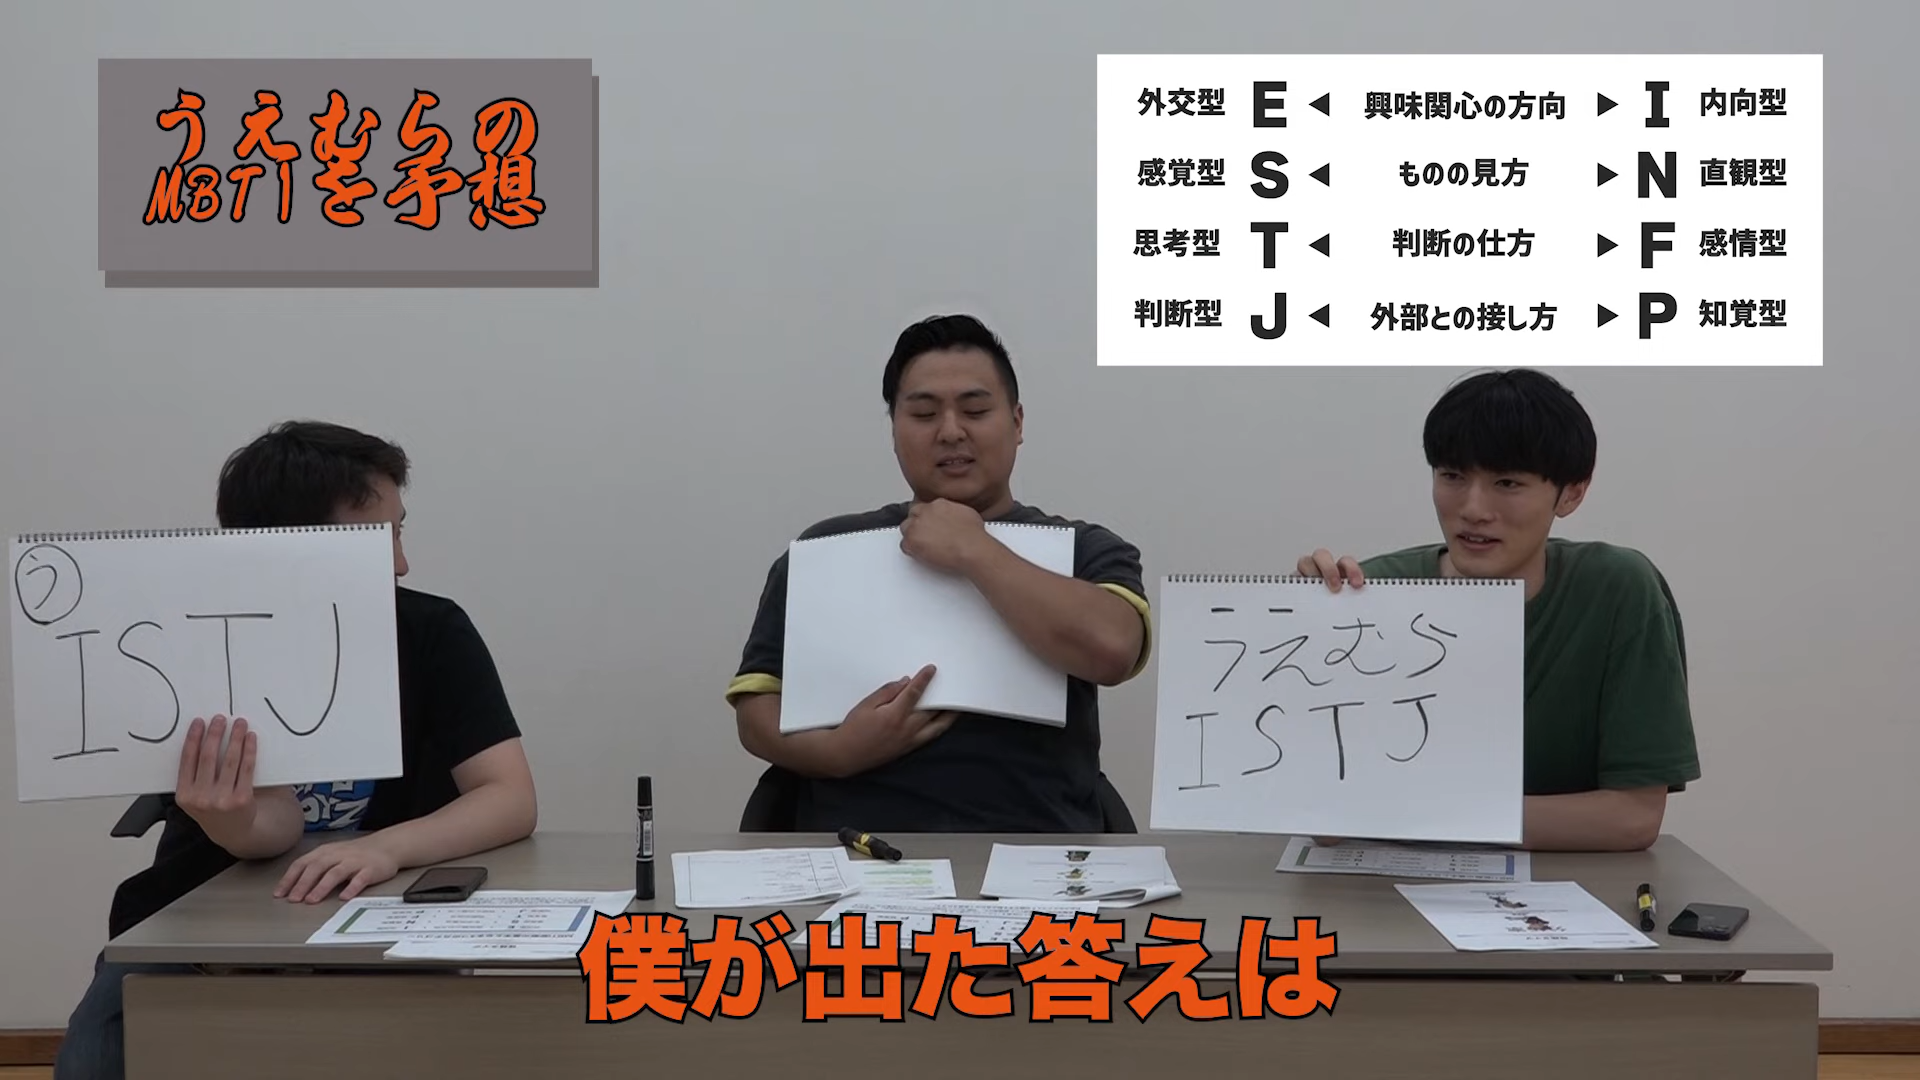 うえむらの
MBTIを予想
外交型 E ◀ 興味関心の方向 ▶ I 内向型
感覚型 S ◀ ものの見方 ▶ N 直観型
思考型 T ◀ 判断の仕方 ▶ F 感情型
判断型 J ◀ 外部との接し方 ▶ P 知覚型
う
ISTJ
うえむら
ISTJ
僕が出た答えは